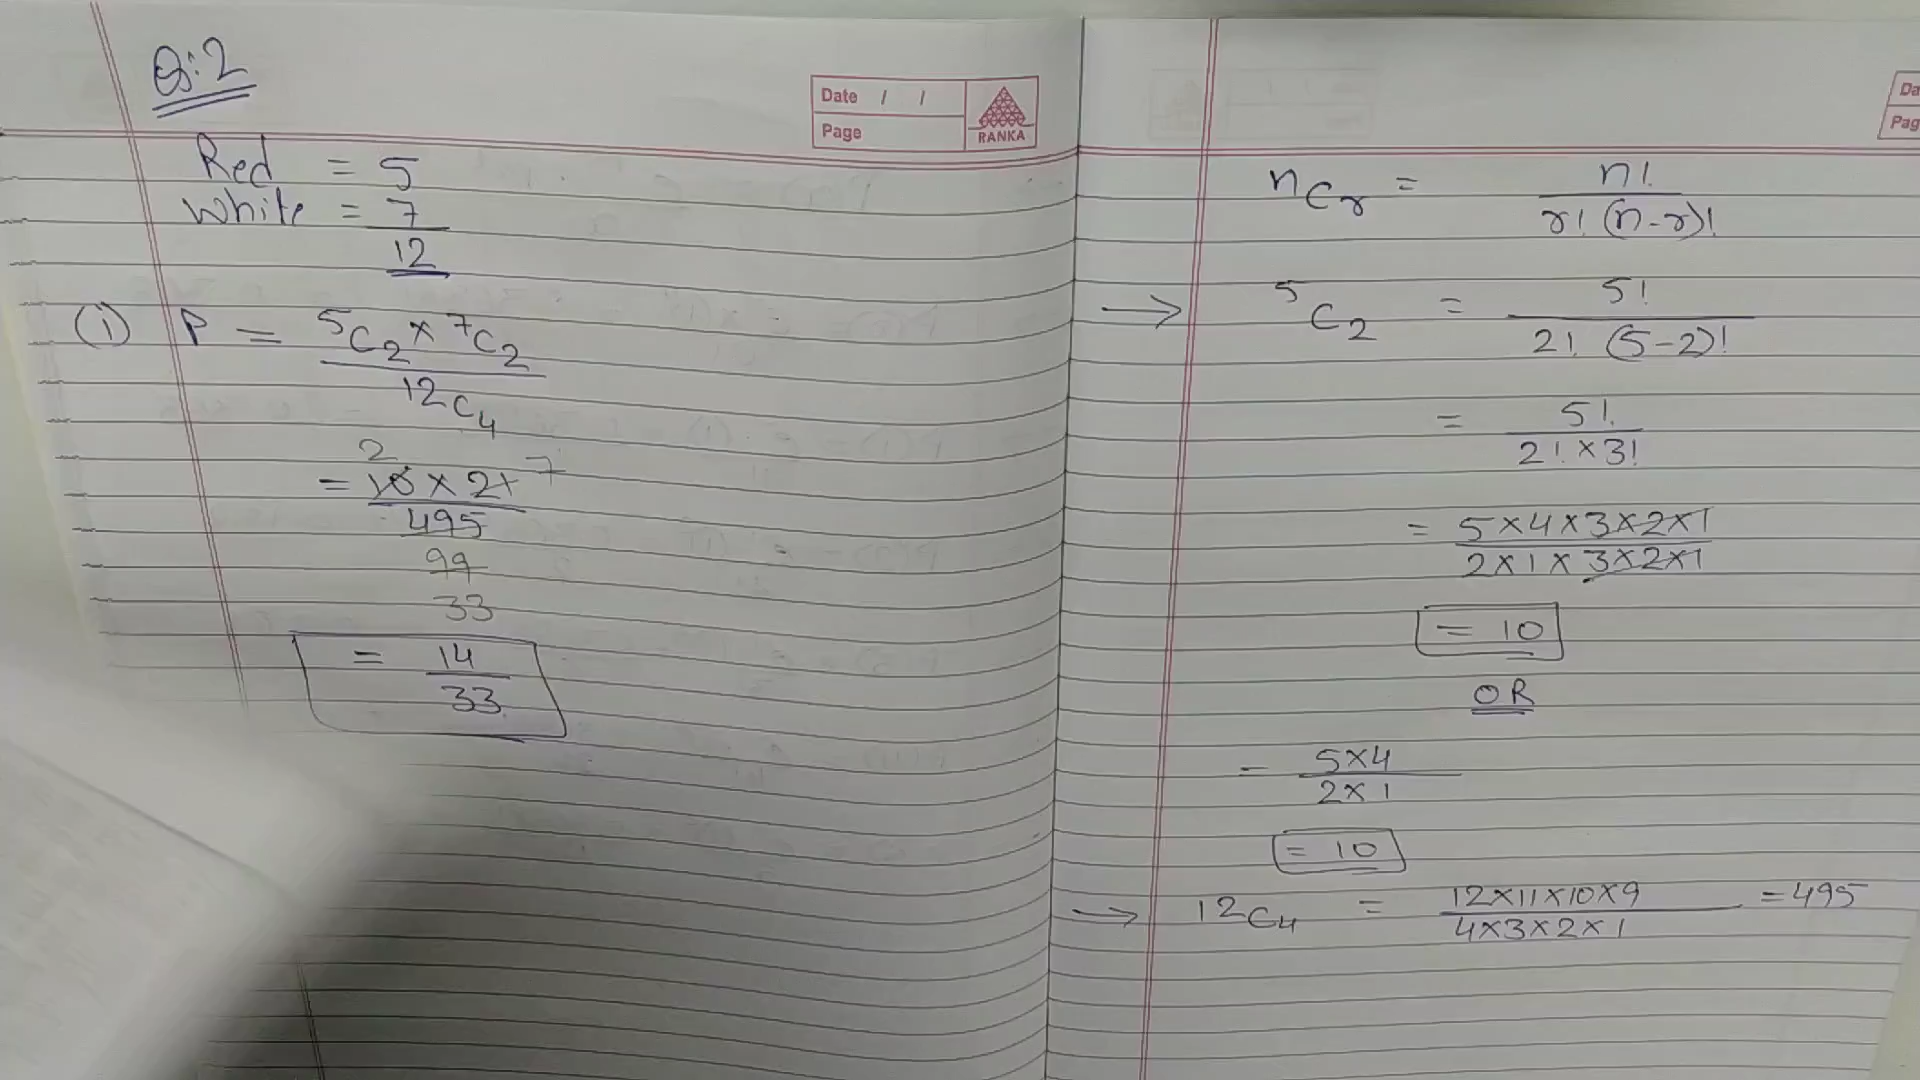 Q:2
Date / /
Page
RANKA
Red = 5
White = 7
12
(i) P = ⁵C₂ × ⁷C₂
¹²C₄
2
= 10 × 21 7
495
99
33
= 14
33
Da
Pag
ⁿCᵣ = n!
r! (n-r)!
→ ⁵C₂ = 5!
2! (5-2)!
= 5!
2! × 3!
= 5×4×3×2×1
2×1×3×2×1
= 10
OR
- 5×4
2×1
= 10
→ ¹²C₄ = 12×11×10×9 = 495
4×3×2×1